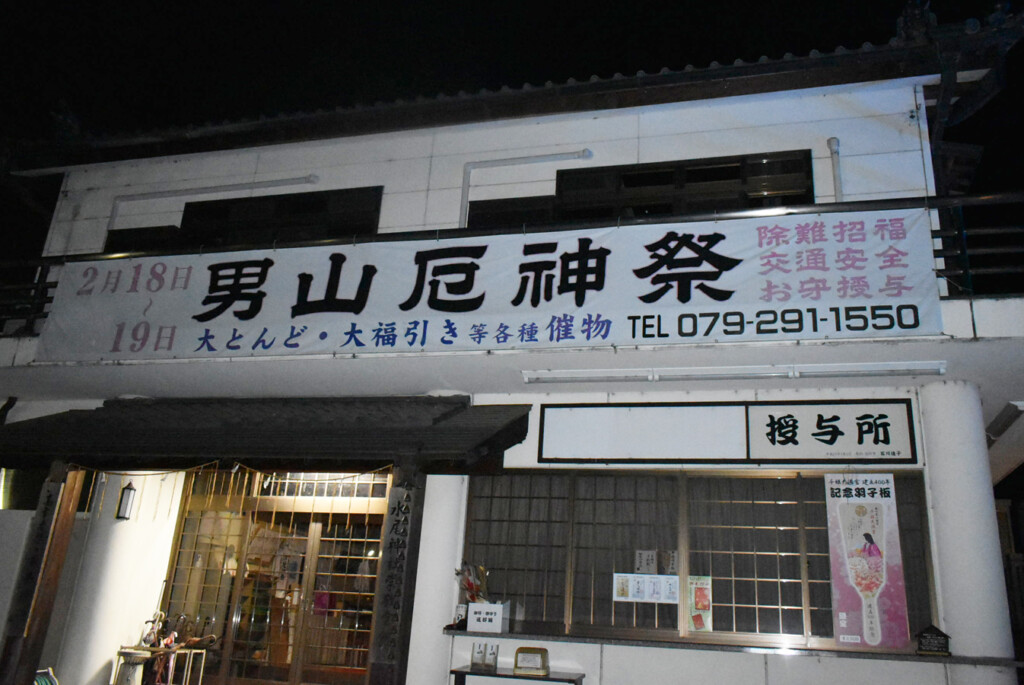 2月18日
〜
19日
男山厄神祭
大とんど・大福引き等各種催物
除難招福
交通安全
お守授与
TEL 079-291-1550
授与所
記念羽子板